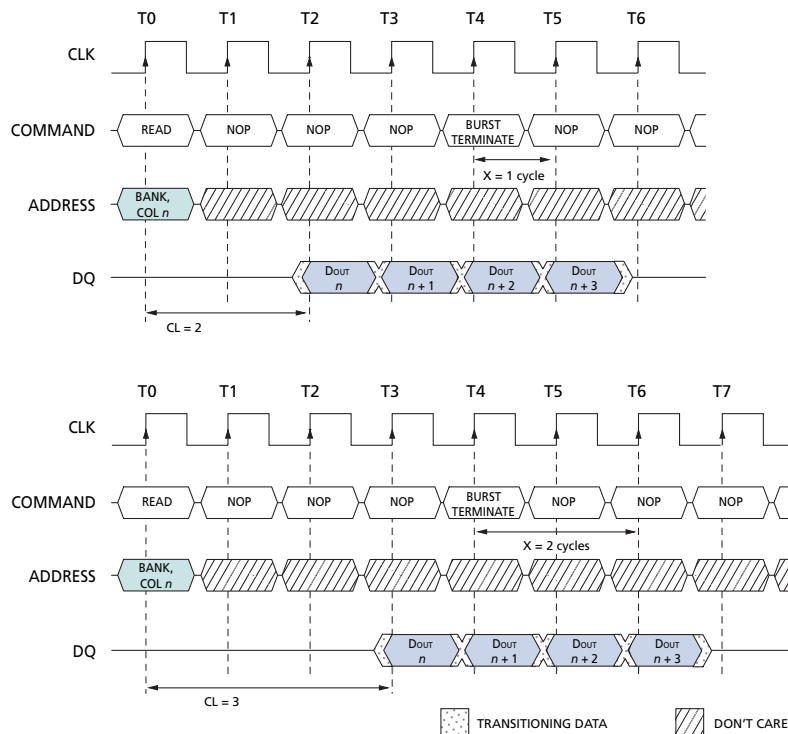 T0 T1 T2 T3 T4 T5 T6
CLK
COMMAND READ NOP NOP NOP BURST TERMINATE NOP NOP
X = 1 cycle
ADDRESS BANK, COL n
DQ DOUT n DOUT n + 1 DOUT n + 2 DOUT n + 3
CL = 2
T0 T1 T2 T3 T4 T5 T6 T7
CLK
COMMAND READ NOP NOP NOP BURST TERMINATE NOP NOP NOP
X = 2 cycles
ADDRESS BANK, COL n
DQ DOUT n DOUT n + 1 DOUT n + 2 DOUT n + 3
CL = 3
TRANSITIONING DATA DON'T CARE